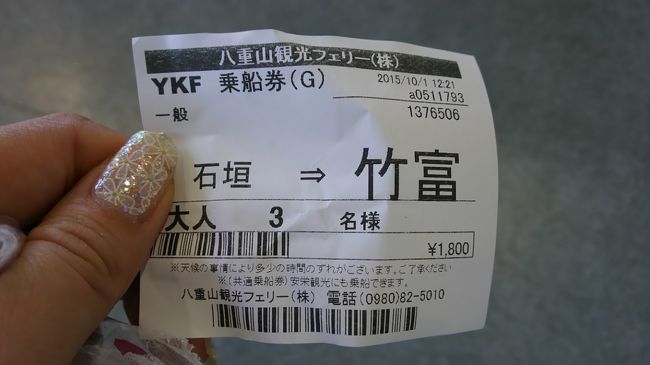 八重山観光フェリー(株)
YKF 乗船券(G) 2015/10/1 12:21
a0511793
一般 1376506
石垣 ⇒ 竹富
大人 3 名様
¥1,800
※天候の事情により多少の時間のずれがございます。ご了承ください
※(共通乗船券)安栄観光にも乗船できます。
八重山観光フェリー(株) 電話(0980)82-5010